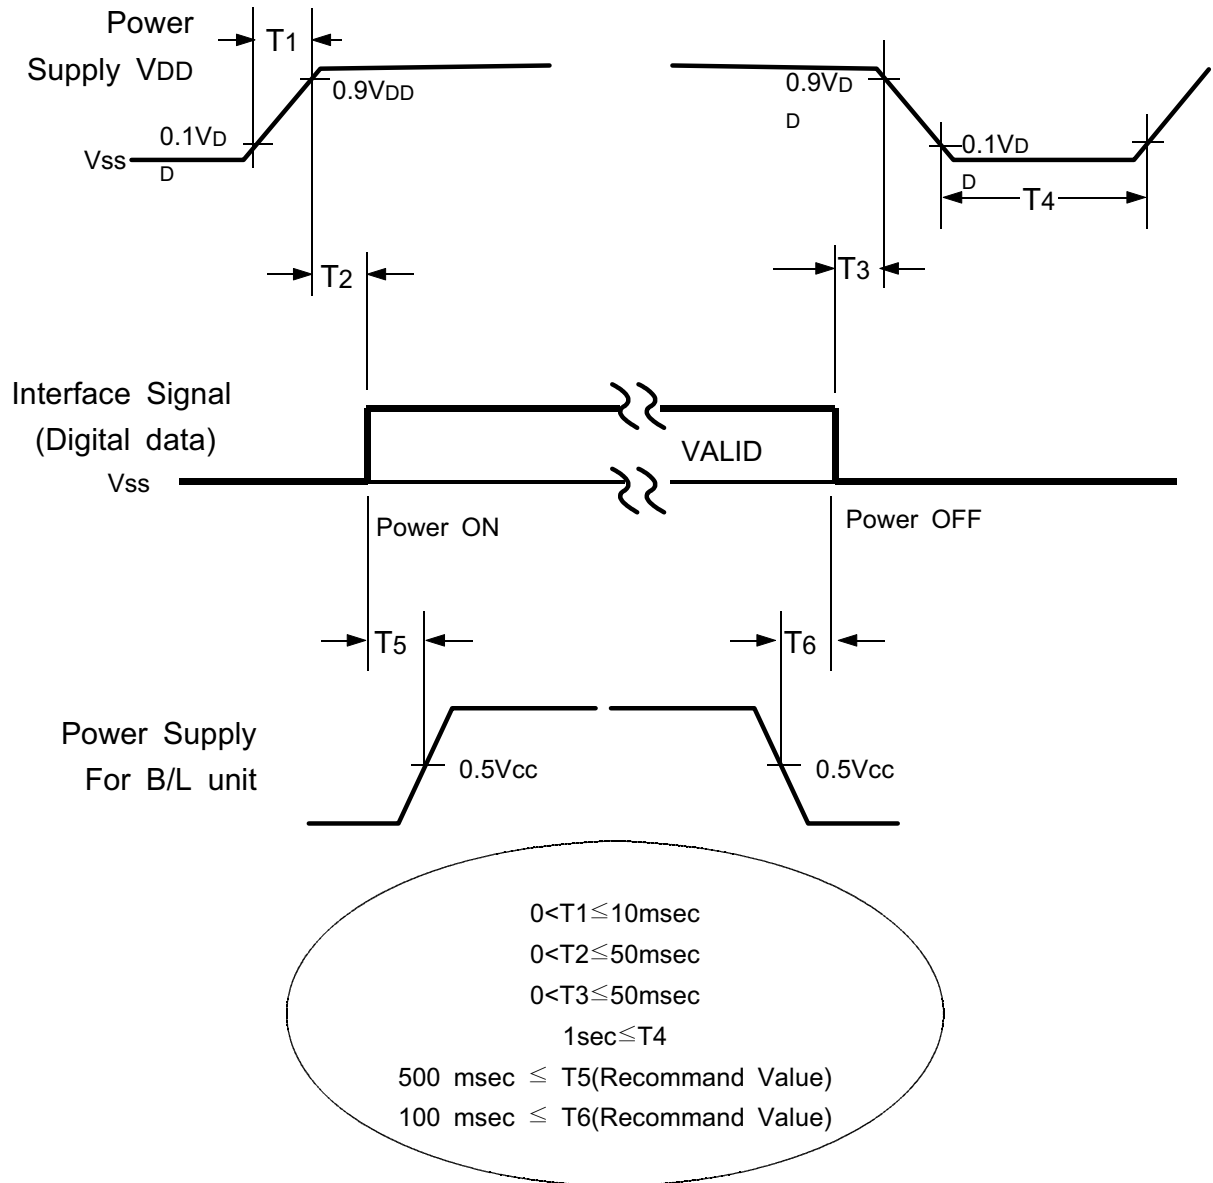 Power
Supply VDD
T1
0.9VDD
0.1VD
D
Vss
0.9VD
D
0.1VD
D
T4
T2
T3
Interface Signal
(Digital data)
Vss
VALID
Power ON
Power OFF
T5
T6
Power Supply
For B/L unit
0.5Vcc
0.5Vcc
0<T1≤10msec
0<T2≤50msec
0<T3≤50msec
1sec≤T4
500 msec ≤ T5(Recommand Value)
100 msec ≤ T6(Recommand Value)